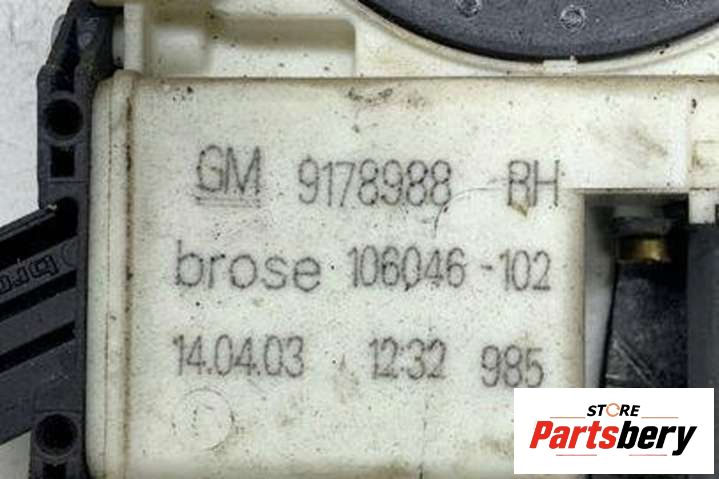 GM 9178988 RH
brose 106046-102
14.04.03 12:32 985
STORE
Partsbery